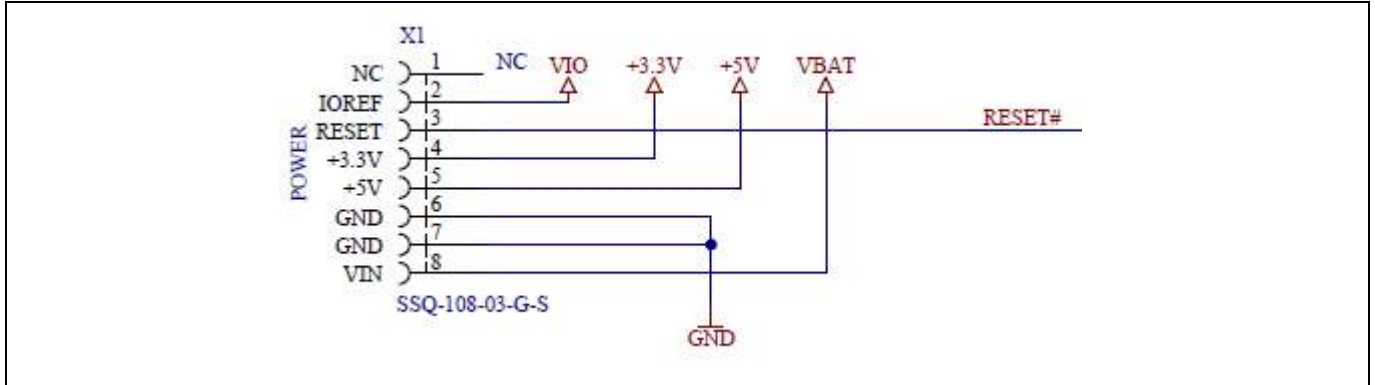 X1
NC 1 NC VIO +3.3V +5V VBAT
IOREF 2
RESET 3 RESET#
+3.3V 4
+5V 5
GND 6
GND 7
VIN 8
POWER
SSQ-108-03-G-S
GND